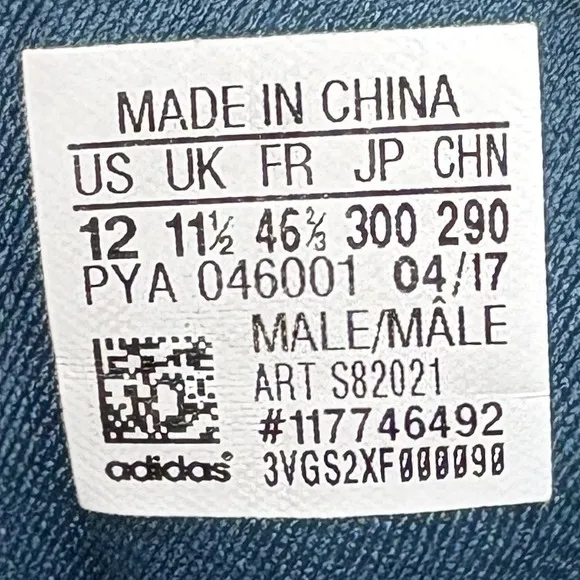 MADE IN CHINA
US UK FR JP CHN
12 11½ 46⅔ 300 290
PYA 046001 04/17
MALE/MÂLE
ART S82021
#117746492
adidas® 3VGS2XF000090